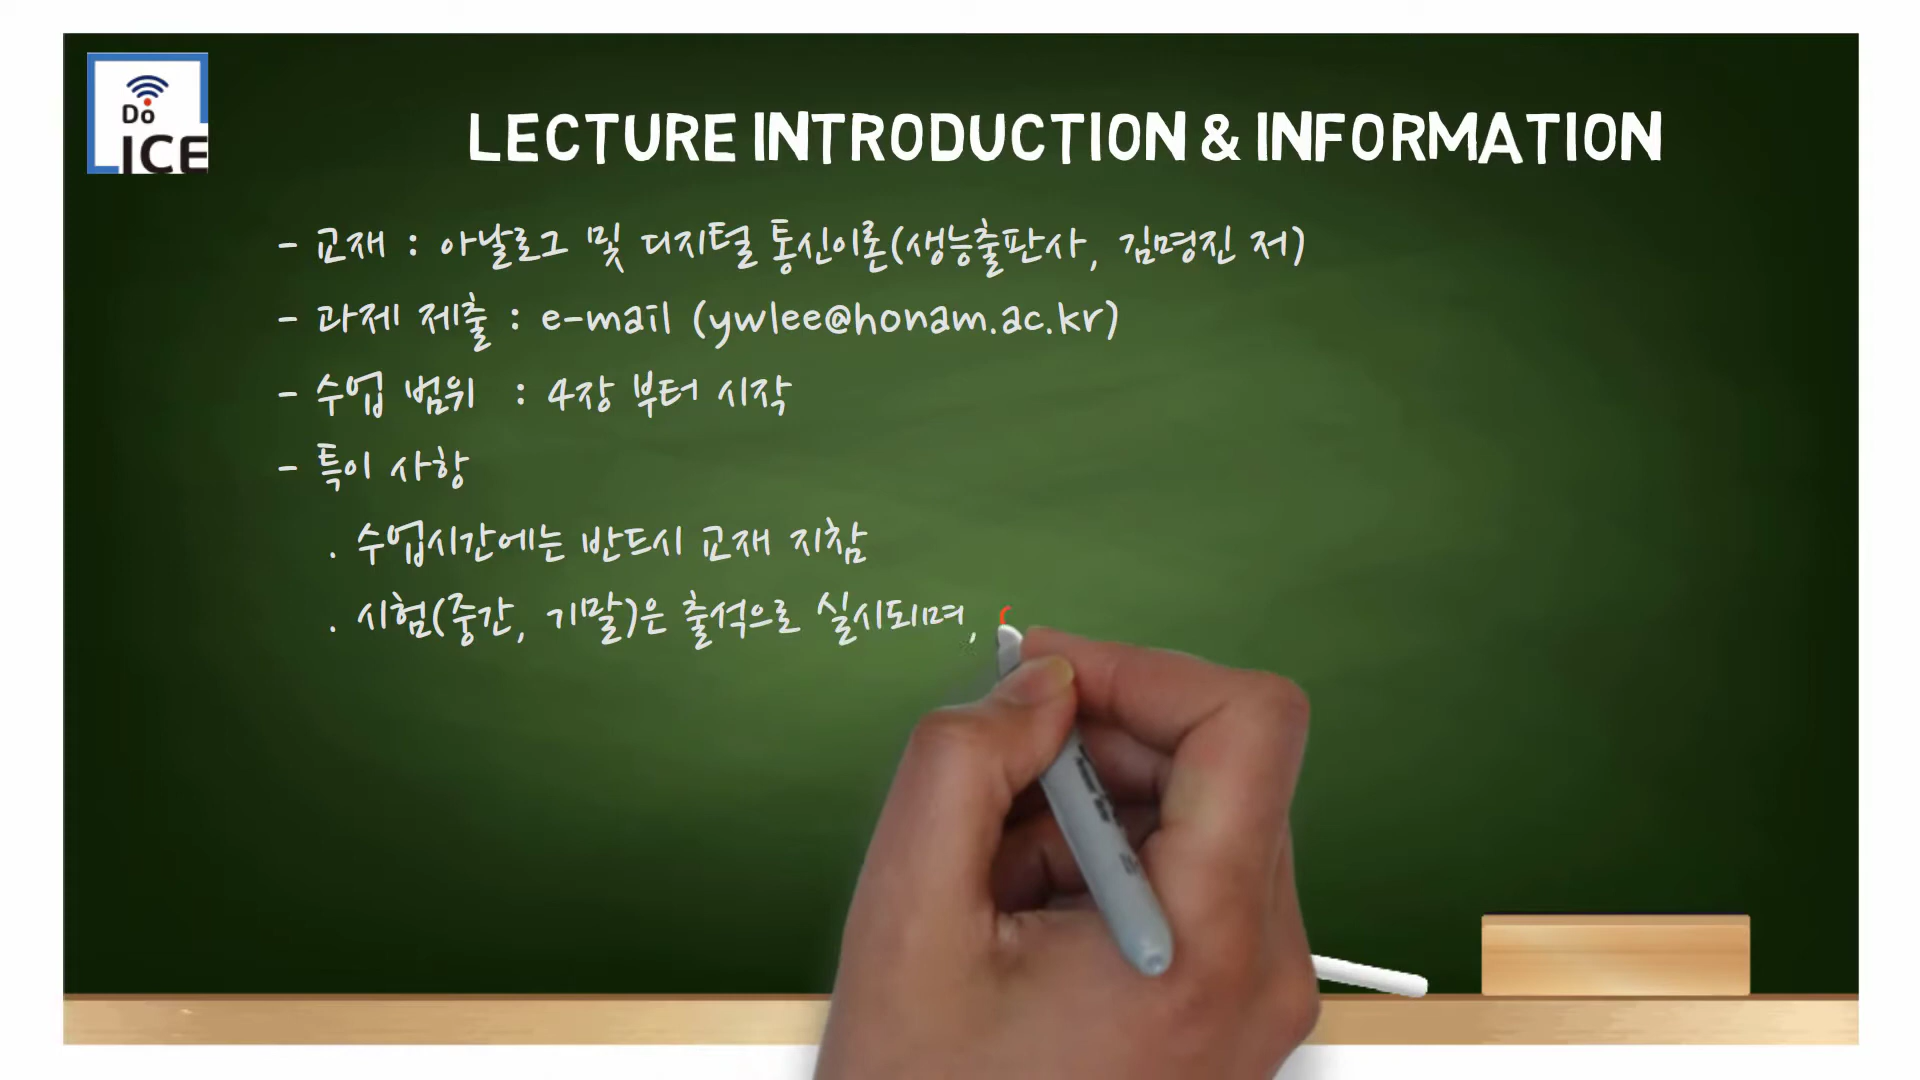 Do
ICE
LECTURE INTRODUCTION & INFORMATION
- 교재 : 아날로그 및 디지털 통신이론(생능출판사, 김명진 저)
- 과제 제출 : e-mail (ywlee@honam.ac.kr)
- 수업 범위 : 4장 부터 시작
- 특이 사항
. 수업시간에는 반드시 교재 지참
. 시험(중간, 기말)은 출석으로 실시되며,